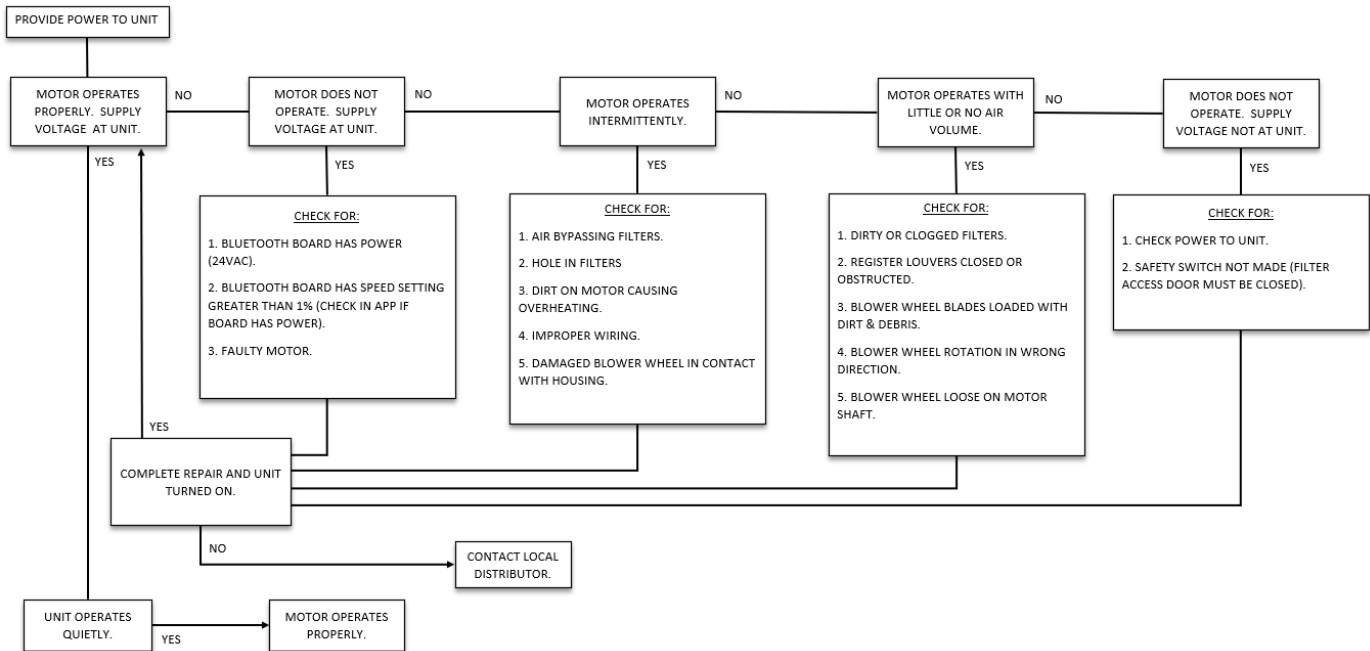 PROVIDE POWER TO UNIT
MOTOR OPERATES
PROPERLY. SUPPLY
VOLTAGE AT UNIT.
NO
MOTOR DOES NOT
OPERATE. SUPPLY
VOLTAGE AT UNIT.
NO
MOTOR OPERATES
INTERMITTENTLY.
NO
MOTOR OPERATES WITH
LITTLE OR NO AIR
VOLUME.
NO
MOTOR DOES NOT
OPERATE. SUPPLY
VOLTAGE NOT AT UNIT.
YES
YES
YES
YES
YES
CHECK FOR:
1. BLUETOOTH BOARD HAS POWER
(24VAC).
2. BLUETOOTH BOARD HAS SPEED SETTING
GREATER THAN 1% (CHECK IN APP IF
BOARD HAS POWER).
3. FAULTY MOTOR.
CHECK FOR:
1. AIR BYPASSING FILTERS.
2. HOLE IN FILTERS
3. DIRT ON MOTOR CAUSING
OVERHEATING.
4. IMPROPER WIRING.
5. DAMAGED BLOWER WHEEL IN CONTACT
WITH HOUSING.
CHECK FOR:
1. DIRTY OR CLOGGED FILTERS.
2. REGISTER LOUVERS CLOSED OR
OBSTRUCTED.
3. BLOWER WHEEL BLADES LOADED WITH
DIRT & DEBRIS.
4. BLOWER WHEEL ROTATION IN WRONG
DIRECTION.
5. BLOWER WHEEL LOOSE ON MOTOR
SHAFT.
CHECK FOR:
1. CHECK POWER TO UNIT.
2. SAFETY SWITCH NOT MADE (FILTER
ACCESS DOOR MUST BE CLOSED).
YES
COMPLETE REPAIR AND UNIT
TURNED ON.
NO
CONTACT LOCAL
DISTRIBUTOR.
UNIT OPERATES
QUIETLY.
YES
MOTOR OPERATES
PROPERLY.